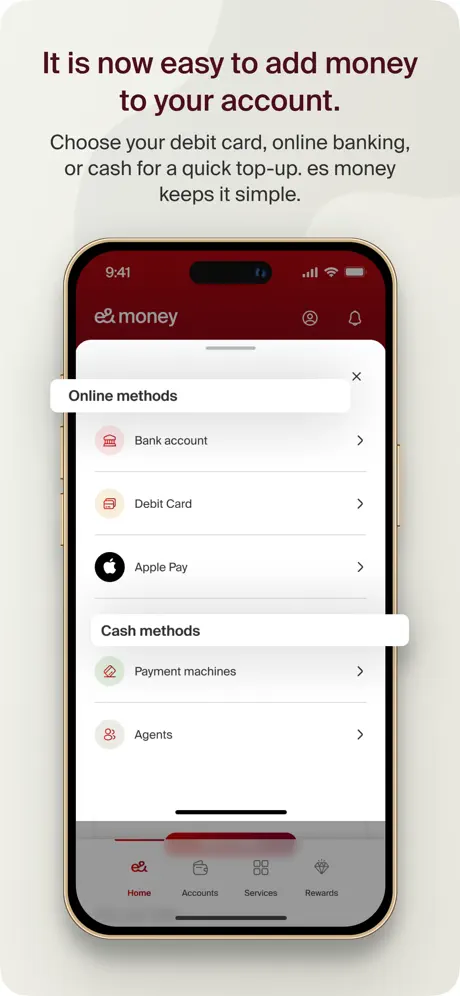 It is now easy to add money
to your account.
Choose your debit card, online banking,
or cash for a quick top-up. es money
keeps it simple.
9:41
e& money
Online methods
Bank account
Debit Card
Apple Pay
Cash methods
Payment machines
Agents
e&
Home
Accounts
Services
Rewards